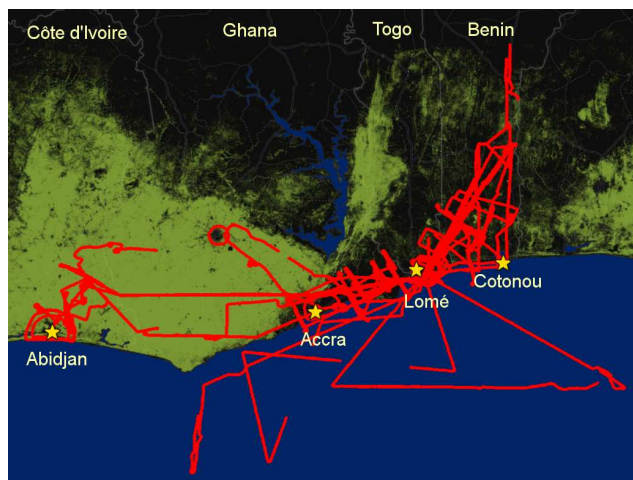 Côte d'Ivoire
Ghana
Togo
Benin
Cotonou
Lomé
Accra
Abidjan